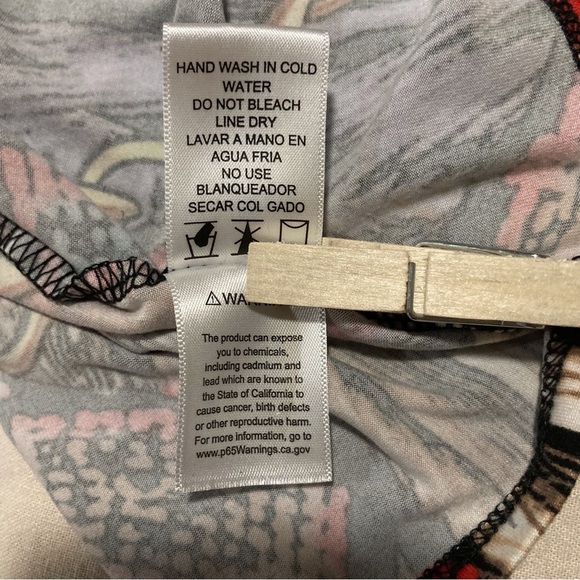 HAND WASH IN COLD
WATER
DO NOT BLEACH
LINE DRY
LAVAR A MANO EN
AGUA FRIA
NO USE
BLANQUEADOR
SECAR COL GADO
The product can expose
you to chemicals,
including cadmium and
lead which are known to
the State of California to
cause cancer, birth defects
or other reproductive harm.
For more information, go to
www.p65Warnings.ca.gov